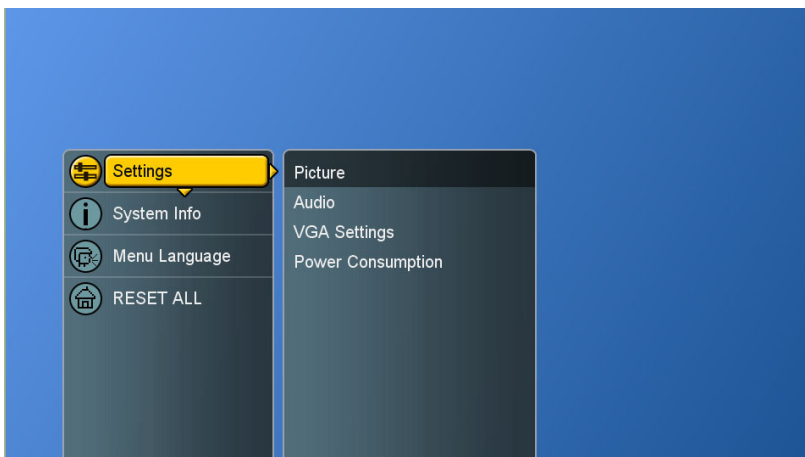 Settings
System Info
Menu Language
RESET ALL
Picture
Audio
VGA Settings
Power Consumption